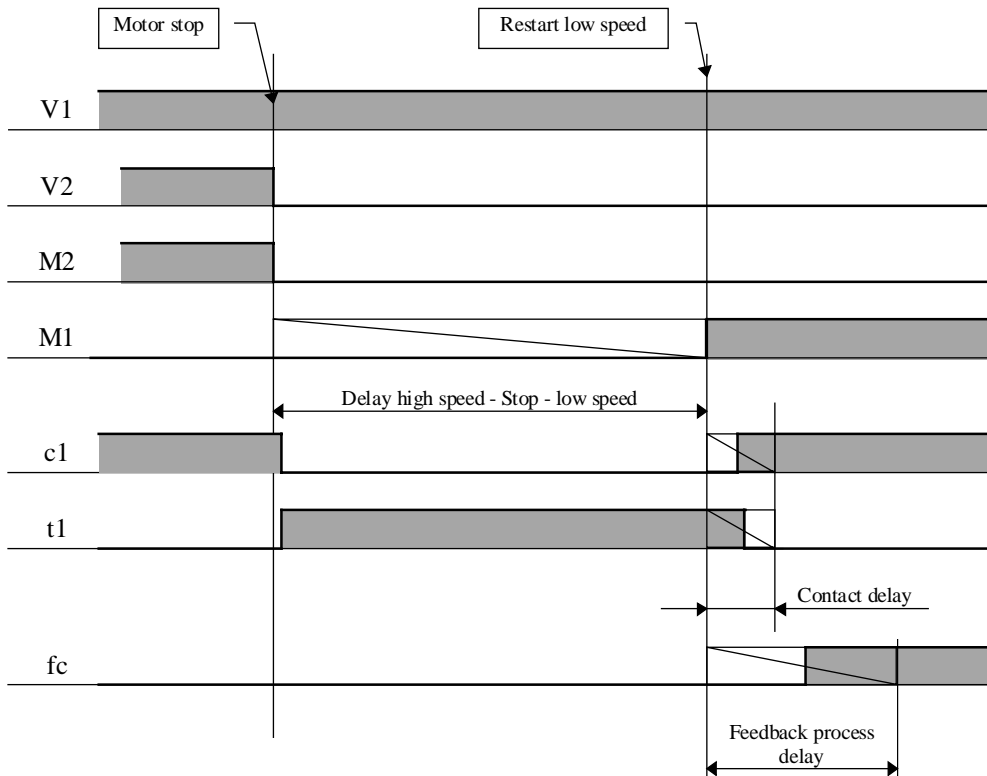 Motor stop
Restart low speed
V1
V2
M2
M1
Delay high speed - Stop - low speed
c1
t1
Contact delay
fc
Feedback process
delay